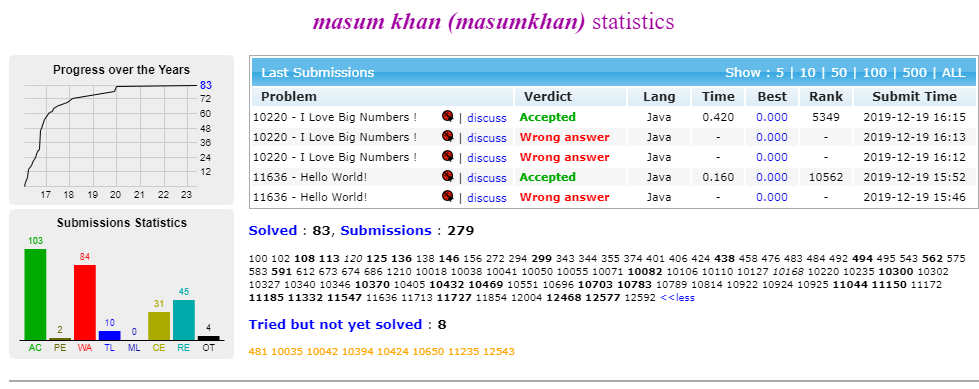 masum khan (masumkhan) statistics
Progress over the Years
83
72
60
48
36
24
12
17 18 19 20 21 22 23
Submissions Statistics
103
2
84
10
0
31
45
4
AC PE WA TL ML CE RE OT
Last Submissions Show : 5 | 10 | 50 | 100 | 500 | ALL
Problem Verdict Lang Time Best Rank Submit Time
10220 - I Love Big Numbers ! | discuss Accepted Java 0.420 0.000 5349 2019-12-19 16:15
10220 - I Love Big Numbers ! | discuss Wrong answer Java - 0.000 - 2019-12-19 16:13
10220 - I Love Big Numbers ! | discuss Wrong answer Java - 0.000 - 2019-12-19 16:12
11636 - Hello World! | discuss Accepted Java 0.160 0.000 10562 2019-12-19 15:52
11636 - Hello World! | discuss Wrong answer Java - 0.000 - 2019-12-19 15:46
Solved : 83, Submissions : 279
100 102 108 113 120 125 136 138 146 156 272 294 299 343 344 355 374 401 406 424 438 458 476 483 484 492 494 495 543 562 575
583 591 612 673 674 686 1210 10018 10038 10041 10050 10055 10071 10082 10106 10110 10127 10168 10220 10235 10300 10302
10327 10340 10346 10370 10405 10432 10469 10551 10696 10703 10783 10789 10814 10922 10924 10925 11044 11150 11172
11185 11332 11547 11636 11713 11727 11854 12004 12468 12577 12592 <<less
Tried but not yet solved : 8
481 10035 10042 10394 10424 10650 11235 12543